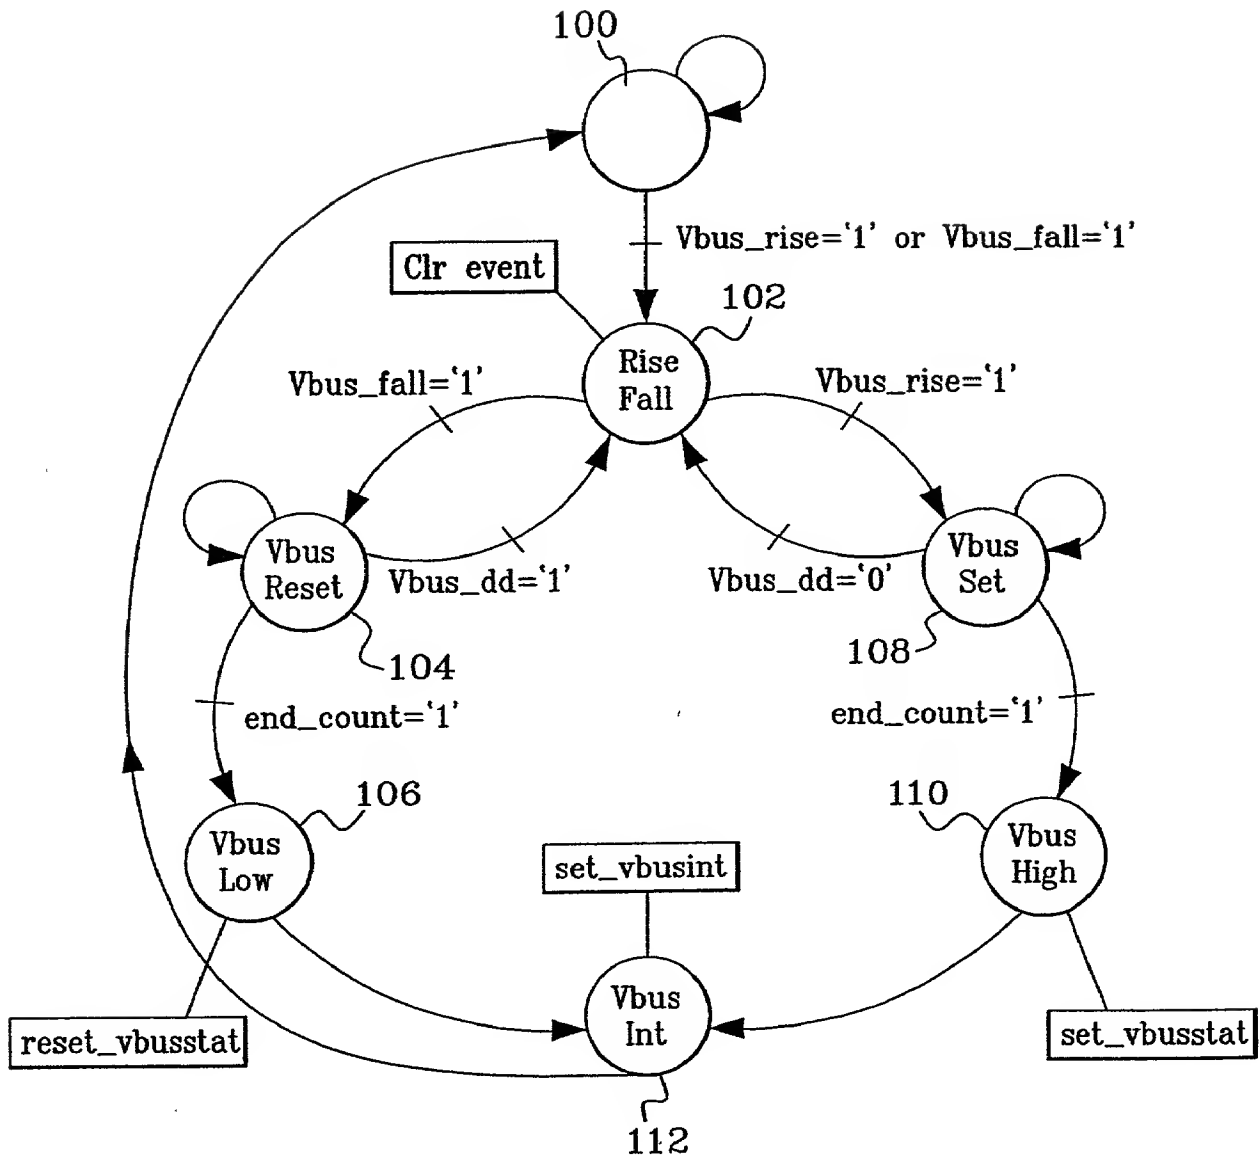 100
Vbus_rise=‘1’ or Vbus_fall=‘1’
Clr event
102
Rise
Fall
Vbus_fall=‘1’
Vbus_rise=‘1’
Vbus
Reset
Vbus_dd=‘1’
Vbus_dd=‘0’
Vbus
Set
104
108
end_count=‘1’
end_count=‘1’
106
110
Vbus
Low
set_vbusint
Vbus
High
Vbus
Int
reset_vbusstat
set_vbusstat
112